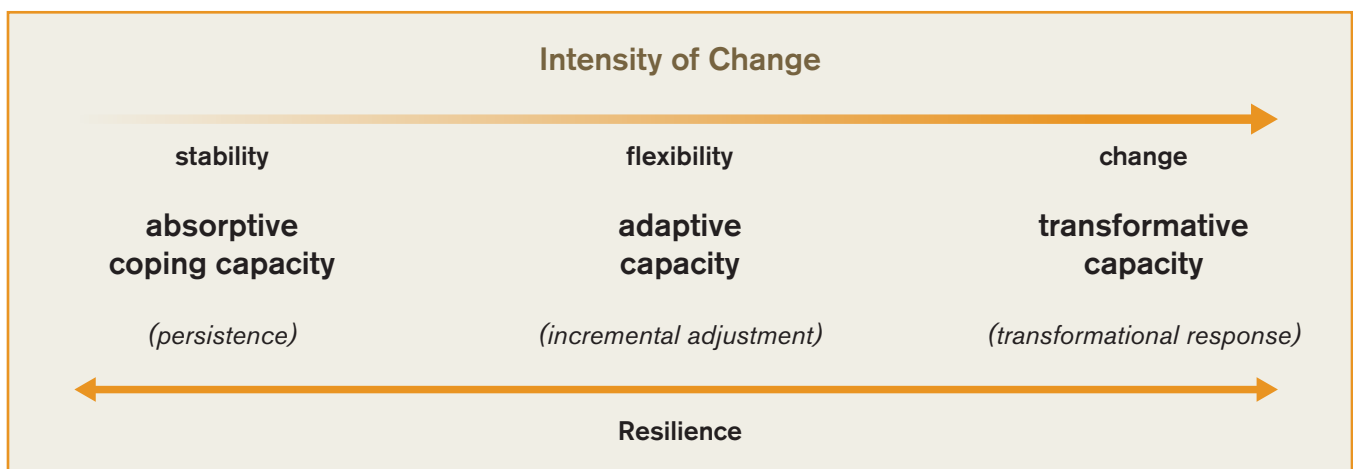 Intensity of Change
stability
flexibility
change
absorptive
coping capacity
adaptive
capacity
transformative
capacity
(persistence)
(incremental adjustment)
(transformational response)
Resilience